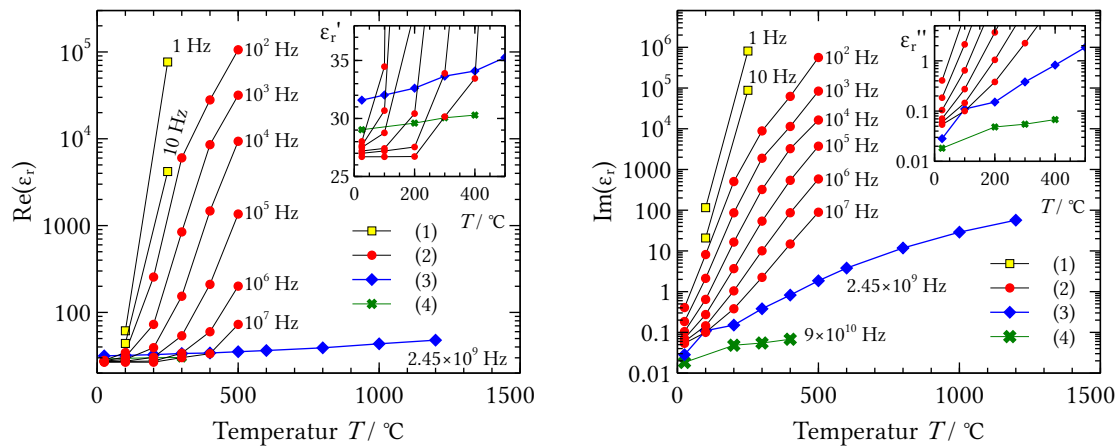 Re(εᵣ)
10⁵
10⁴
1000
100
0
500
1000
1500
Temperatur T / °C
1 Hz
10 Hz
10² Hz
10³ Hz
10⁴ Hz
10⁵ Hz
10⁶ Hz
10⁷ Hz
2.45×10⁹ Hz
εᵣ'
35
30
25
0
200
400
T / °C
(1)
(2)
(3)
(4)
Im(εᵣ)
10⁶
10⁵
10⁴
1000
100
10
1
0.1
0.01
0
500
1000
1500
Temperatur T / °C
1 Hz
10 Hz
10² Hz
10³ Hz
10⁴ Hz
10⁵ Hz
10⁶ Hz
10⁷ Hz
2.45×10⁹ Hz
9×10¹⁰ Hz
εᵣ''
1
0.1
0.01
0
200
400
T / °C
(1)
(2)
(3)
(4)